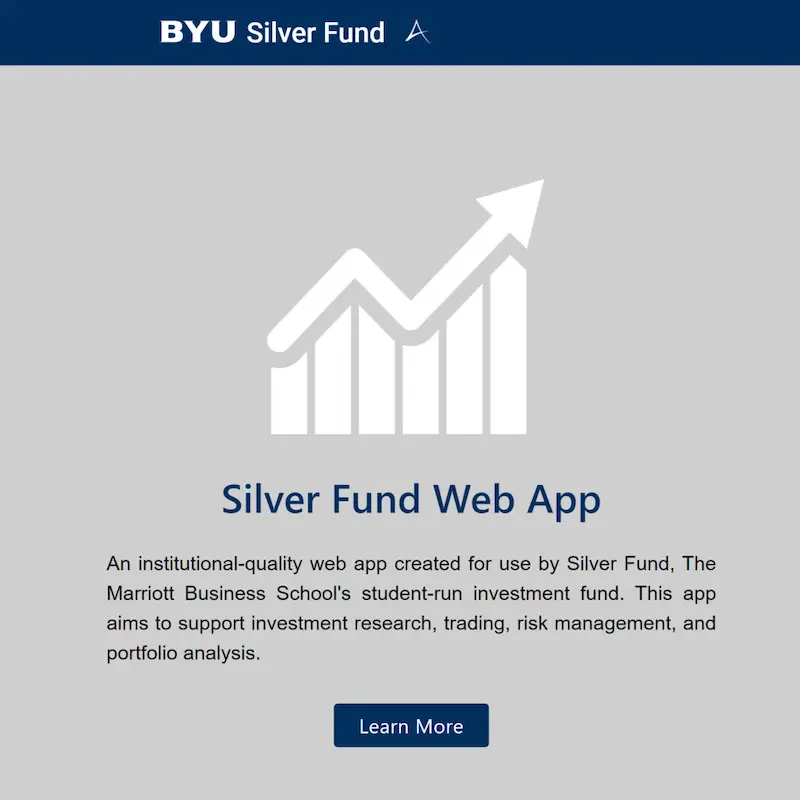 BYU Silver Fund
Silver Fund Web App
An institutional-quality web app created for use by Silver Fund, The
Marriott Business School's student-run investment fund. This app
aims to support investment research, trading, risk management, and
portfolio analysis.
Learn More